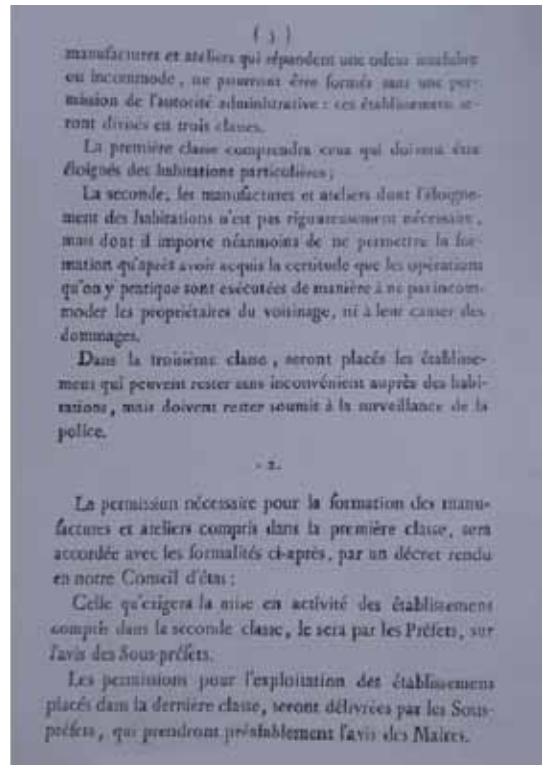 ( 3 )
manufactures et ateliers qui répandent une odeur insalubre
ou incommode, ne pourront être formés sans une per-
mission de l'autorité administrative : ces établissemens se-
ront divisés en trois classes.
La première classe comprendra ceux qui doivent être
éloignés des habitations particulières ;
La seconde, les manufactures et ateliers dont l'éloigne-
ment des habitations n'est pas rigoureusement nécessaire,
mais dont il importe néanmoins de ne permettre la for-
mation qu'après avoir acquis la certitude que les opérations
qu'on y pratique sont exécutées de manière à ne pas incom-
moder les propriétaires du voisinage, ni à leur causer des
dommages.
Dans la troisième classe, seront placés les établisse-
mens qui peuvent rester sans inconvénient auprès des habi-
tations, mais doivent rester soumis à la surveillance de la
police.
- 2.
La permission nécessaire pour la formation des manu-
factures et ateliers compris dans la première classe, sera
accordée avec les formalités ci-après, par un décret rendu
en notre Conseil d'état ;
Celle qu'exigera la mise en activité des établissemens
compris dans la seconde classe, le sera par les Préfets, sur
l'avis des Sous-préfets.
Les permissions pour l'exploitation des établissemens
placés dans la dernière classe, seront délivrées par les Sous-
préfets, qui prendront préalablement l'avis des Maires.